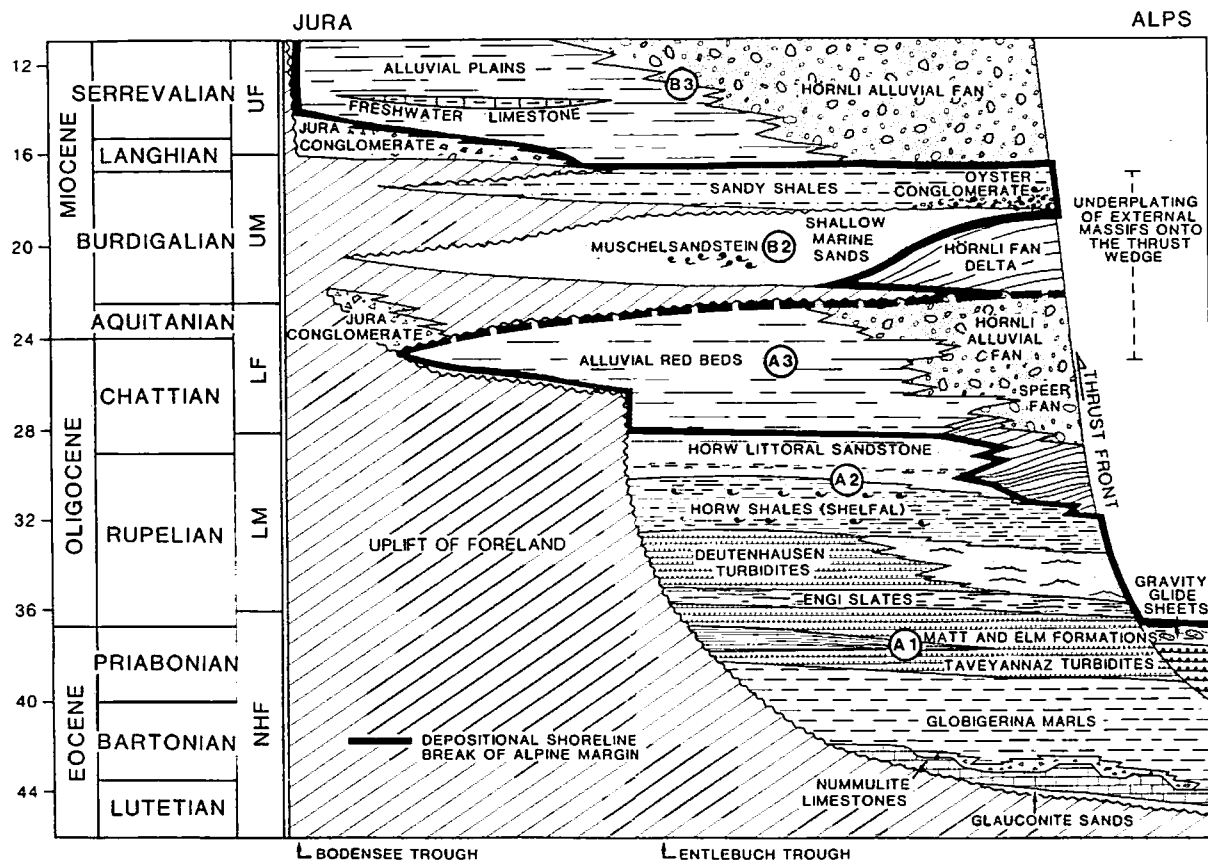 JURA
ALPS
12
16
20
24
28
32
36
40
44
MIOCENE
OLIGOCENE
EOCENE
SERREVALIAN
LANGHIAN
BURDIGALIAN
AQUITANIAN
CHATTIAN
RUPELIAN
PRIABONIAN
BARTONIAN
LUTETIAN
UF
UM
LF
LM
NHF
ALLUVIAL PLAINS
B3
HÖRNLI ALLUVIAL FAN
FRESHWATER LIMESTONE
JURA
CONGLOMERATE
SANDY SHALES
OYSTER
CONGLOMERATE
UNDERPLATING
OF EXTERNAL
MASSIFS ONTO
THE THRUST
WEDGE
MUSCHELSANDSTEIN
B2
SHALLOW
MARINE
SANDS
HÖRNLI FAN
DELTA
JURA
CONGLOMERATE
ALLUVIAL RED BEDS
A3
HÖRNLI
ALLUVIAL
FAN
SPEER
FAN
THRUST FRONT
HORW LITTORAL SANDSTONE
A2
HORW SHALES (SHELFAL)
UPLIFT OF FORELAND
DEUTENHAUSEN
TURBIDITES
ENGI SLATES
GRAVITY
GLIDE
SHEETS
A1
MATT AND ELM FORMATIONS
TAVEYANNAZ TURBIDITES
GLOBIGERINA MARLS
DEPOSITIONAL SHORELINE
BREAK OF ALPINE MARGIN
NUMMULITE
LIMESTONES
GLAUCONITE SANDS
BODENSEE TROUGH
ENTLEBUCH TROUGH